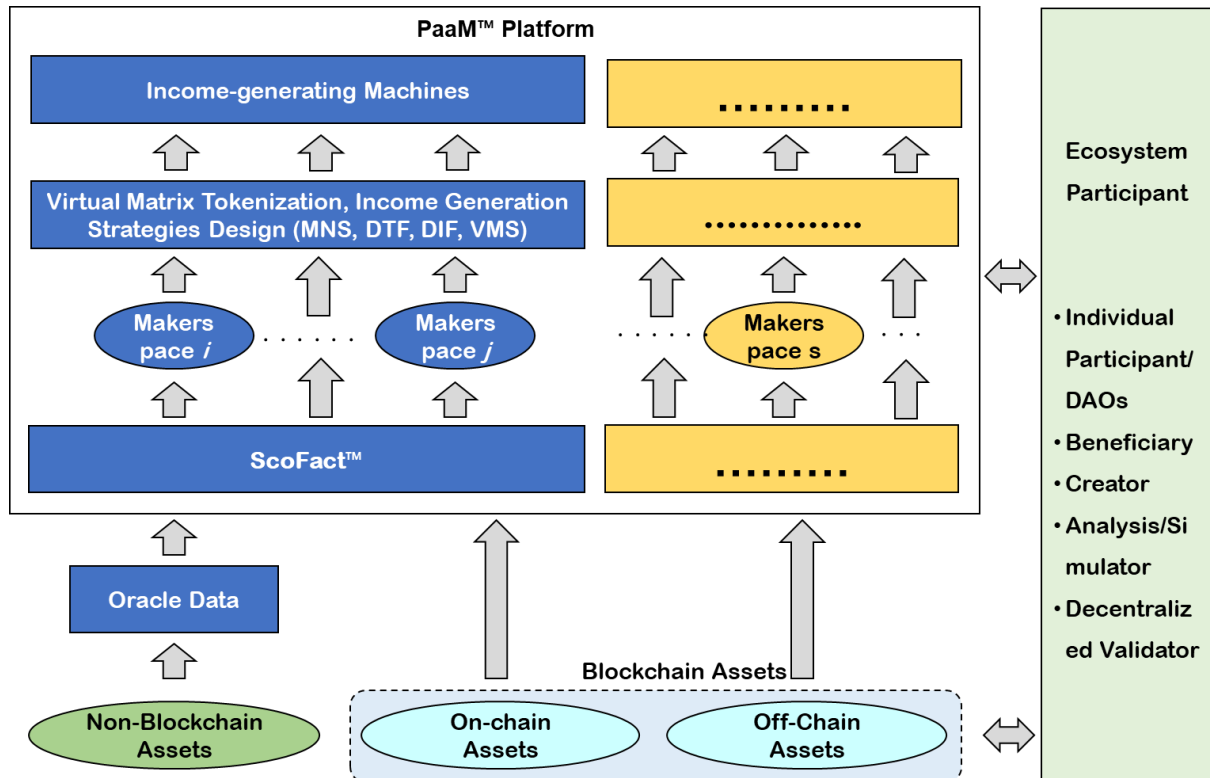 PaaM™ Platform
Income-generating Machines
.........
Virtual Matrix Tokenization, Income Generation
Strategies Design (MNS, DTF, DIF, VMS)
..............
Makers
pace i
. . . . . .
Makers
pace j
. . . . . .
Makers
pace s
. . .
ScoFact™
.........
Oracle Data
Blockchain Assets
Non-Blockchain
Assets
On-chain
Assets
Off-Chain
Assets
Ecosystem
Participant
• Individual
Participant/
DAOs
• Beneficiary
• Creator
• Analysis/Si
mulator
• Decentraliz
ed Validator